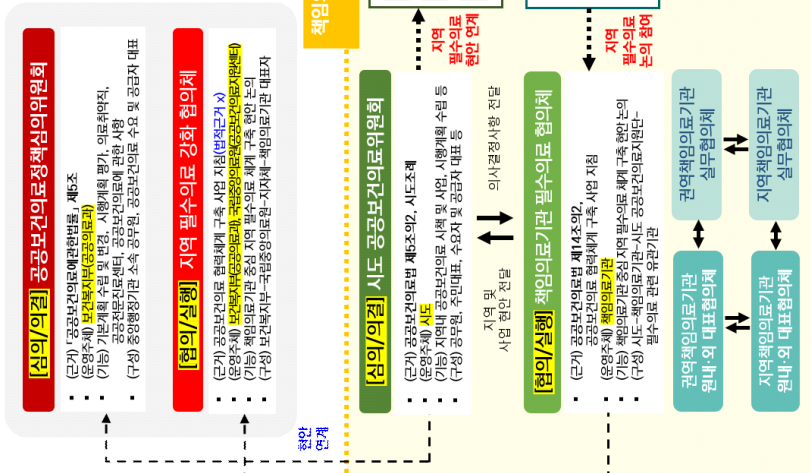 [심의/의결] 공공보건의료정책심의위원회
▪ (근거) 「공공보건의료에관한법률」 제5조
▪ (운영주체) 보건복지부(공공의료과)
▪ (기능) 기본계획 수립 및 변경, 시행계획 평가, 의료취약지,
공공전문진료센터, 공공보건의료에 관한 사항
▪ (구성) 중앙행정기관 소속 공무원, 공공보건의료 수요 및 공급자 대표
[협의/실행] 지역 필수의료 강화 협의체
▪ (근거) 공공보건의료 협력체계 구축 사업 지침(법적근거 x)
▪ (운영주체) 보건복지부(공공의료과), 국립중앙의료원(공공보건의료지원센터)
▪ (기능) 책임의료기관 중심 지역 필수의료 체계 구축 현안 논의
▪ (구성) 보건복지부-국립중앙의료원-지자체-책임의료기관 대표자
현안
연계
책임의
[심의/의결] 시도 공공보건의료위원회
▪ (근거) 공공보건의료법 제5조의2, 시도조례
▪ (운영주체) 시도
▪ (기능) 지역내 공공보건의료 시책 및 사업, 시행계획 수립 등
▪ (구성) 공무원, 주민대표, 수요자 및 공급자 대표 등
지역
필수의료
현안 연계
지역 및
사업 현안 전달
의사결정사항 전달
[협의/실행] 책임의료기관 필수의료 협의체
▪ (근거) 공공보건의료법 제14조의2,
공공보건의료 협력체계 구축 사업 지침
▪ (운영주체) 책임의료기관
▪ (기능) 책임의료기관 중심 지역 필수의료 체계 구축 현안 논의
▪ (구성) 시도-책임의료기관-시도 공공보건의료지원단-
필수의료 관련 유관기관
지역
필수의료
논의 참여
권역책임의료기관
원내·외 대표협의체
권역책임의료기관
실무협의체
지역책임의료기관
원내·외 대표협의체
지역책임의료기관
실무협의체